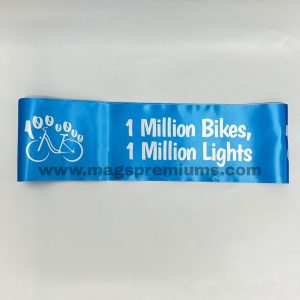 1 Million Bikes,
1 Million Lights
www.magspremiums.com